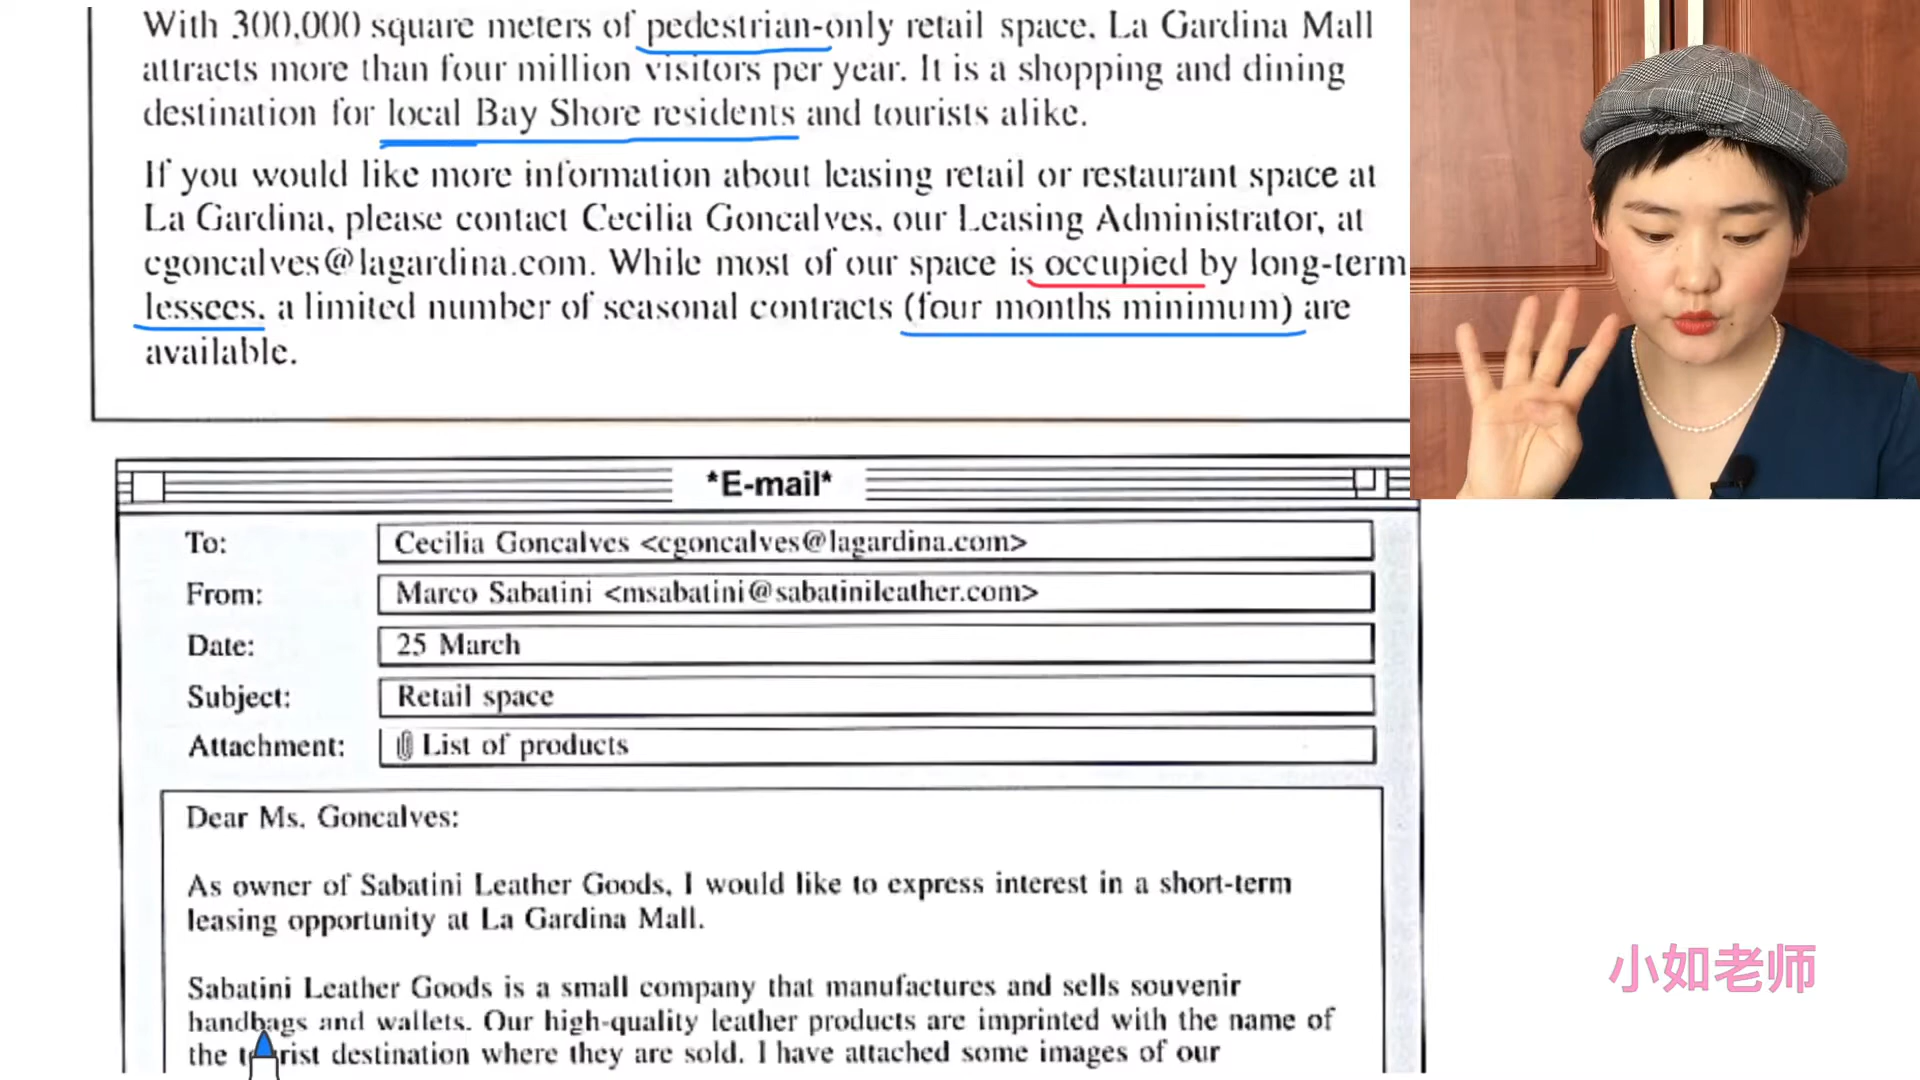 With 300,000 square meters of pedestrian-only retail space, La Gardina Mall
attracts more than four million visitors per year. It is a shopping and dining
destination for local Bay Shore residents and tourists alike.
If you would like more information about leasing retail or restaurant space at
La Gardina, please contact Cecilia Goncalves, our Leasing Administrator, at
cgoncalves@lagardina.com. While most of our space is occupied by long-term
lessees, a limited number of seasonal contracts (four months minimum) are
available.
*E-mail*
To: Cecilia Goncalves <cgoncalves@lagardina.com>
From: Marco Sabatini <msabatini@sabatinileather.com>
Date: 25 March
Subject: Retail space
Attachment: List of products
Dear Ms. Goncalves:
As owner of Sabatini Leather Goods, I would like to express interest in a short-term
leasing opportunity at La Gardina Mall.
Sabatini Leather Goods is a small company that manufactures and sells souvenir
handbags and wallets. Our high-quality leather products are imprinted with the name of
the tourist destination where they are sold. I have attached some images of our
小如老师